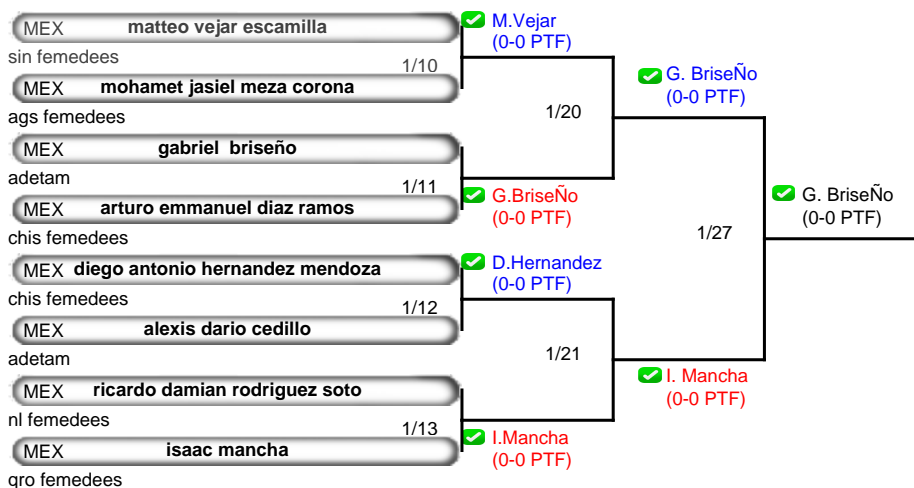 MEX matteo vejar escamilla
sin femedees
1/10
MEX mohamet jasiel meza corona
ags femedees
MEX gabriel briseño
adetam
1/11
MEX arturo emmanuel diaz ramos
chis femedees
MEX diego antonio hernandez mendoza
chis femedees
1/12
MEX alexis dario cedillo
adetam
MEX ricardo damian rodriguez soto
nl femedees
1/13
MEX isaac mancha
qro femedees
M.Vejar
(0-0 PTF)
1/20
G.BriseÑo
(0-0 PTF)
D.Hernandez
(0-0 PTF)
1/21
I.Mancha
(0-0 PTF)
G. BriseÑo
(0-0 PTF)
1/27
I. Mancha
(0-0 PTF)
G. BriseÑo
(0-0 PTF)